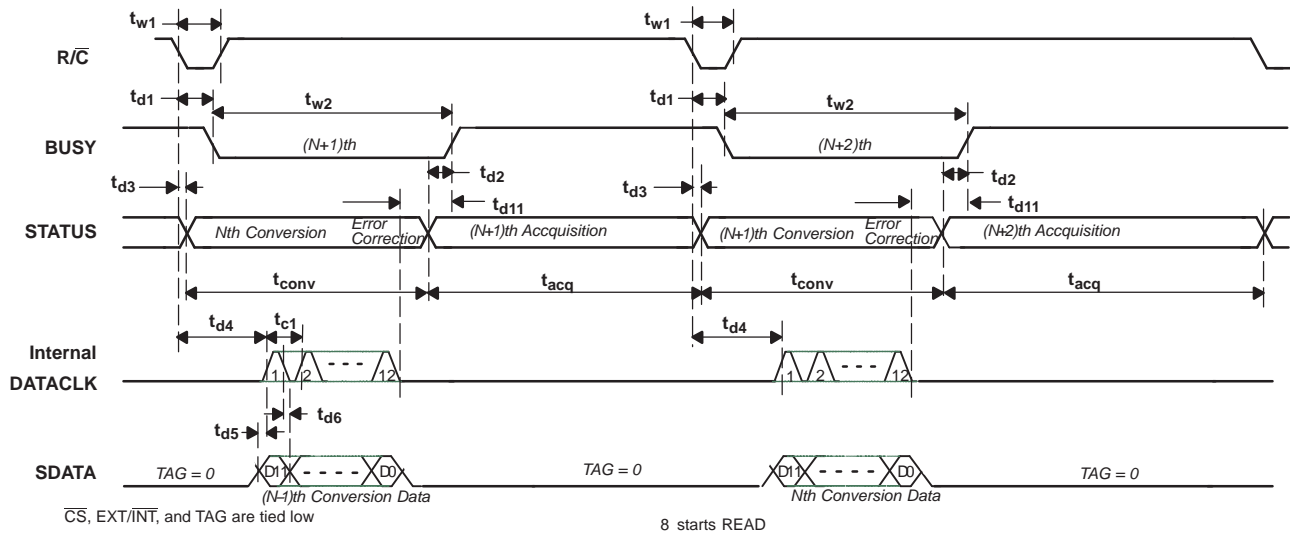 tw1 tw1
R/C̅
td1 tw2 td1 tw2
BUSY (N+1)th (N+2)th
td3 td2 td3 td2
td11 td11
STATUS Nth Conversion Error Correction (N+1)th Accquisition (N+1)th Conversion Error Correction (N+2)th Accquisition
tconv tacq tconv tacq
td4 tc1 td4
Internal
DATACLK 1 2 - - - 12 1 2 - - - - 12
td5 td6
SDATA TAG = 0 D11 - - - - - D0 TAG = 0 D11 - - - - - D0 TAG = 0
(N-1)th Conversion Data Nth Conversion Data
C̅S̅, EXT/I̅N̅T̅, and TAG are tied low
8 starts READ